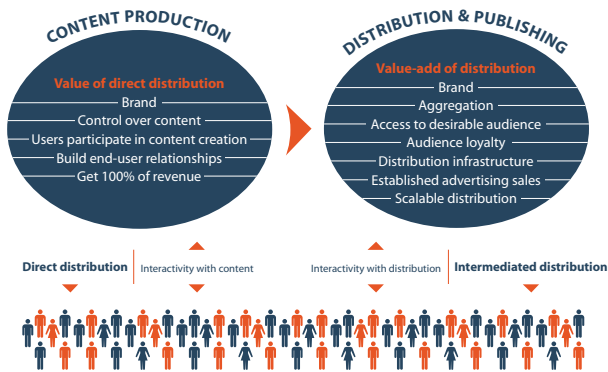 CONTENT PRODUCTION
Value of direct distribution
Brand
Control over content
Users participate in content creation
Build end-user relationships
Get 100% of revenue
DISTRIBUTION & PUBLISHING
Value-add of distribution
Brand
Aggregation
Access to desirable audience
Audience loyalty
Distribution infrastructure
Established advertising sales
Scalable distribution
Direct distribution
Interactivity with content
Interactivity with distribution
Intermediated distribution